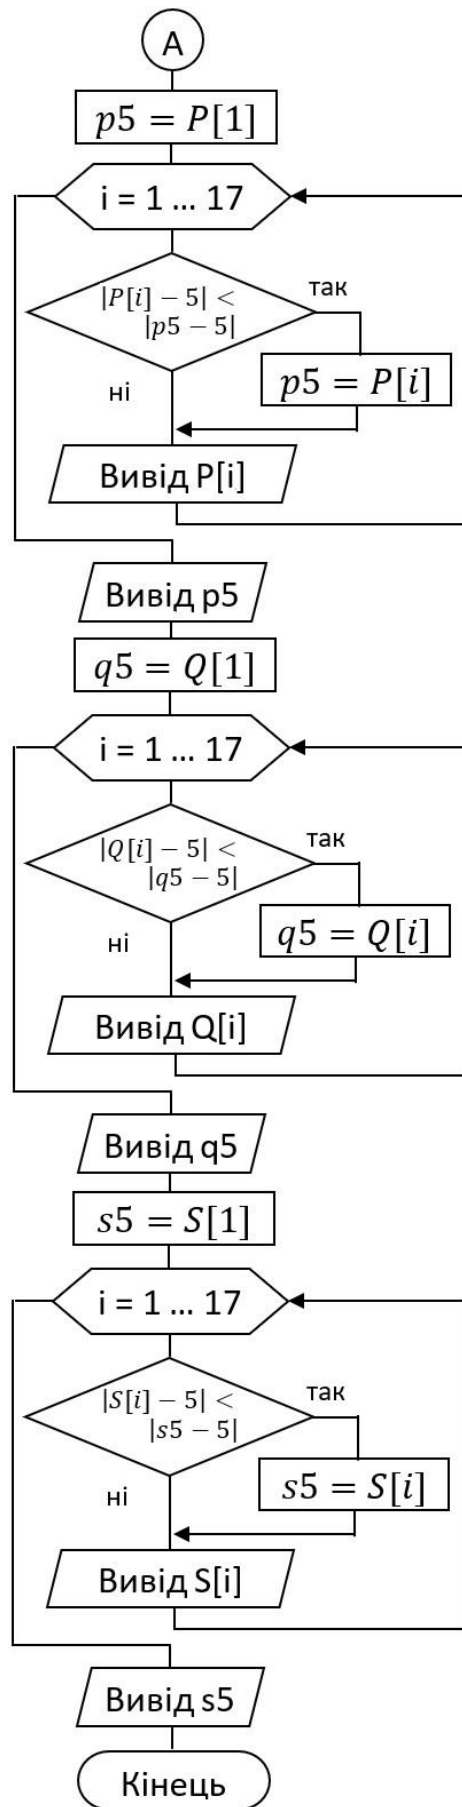 A
p5 = P[1]
i = 1 ... 17
|P[i] − 5| <
|p5 − 5|
так
p5 = P[i]
ні
Вивід P[i]
Вивід p5
q5 = Q[1]
i = 1 ... 17
|Q[i] − 5| <
|q5 − 5|
так
q5 = Q[i]
ні
Вивід Q[i]
Вивід q5
s5 = S[1]
i = 1 ... 17
|S[i] − 5| <
|s5 − 5|
так
s5 = S[i]
ні
Вивід S[i]
Вивід s5
Кінець